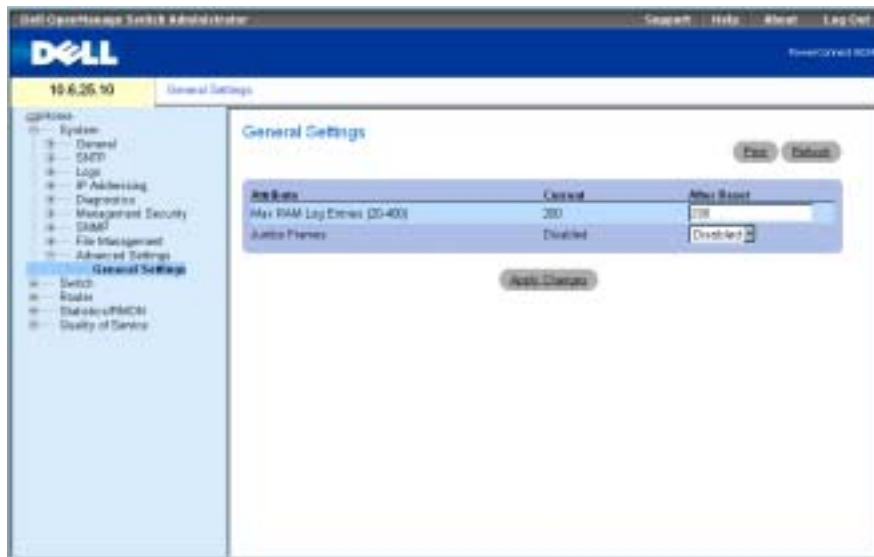 Dell OpenManage Switch Administrator
Support Help About Log Out
DELL
PowerConnect
10.6.25.10
General Settings
Home
System
General
SNTP
Logs
IP Addressing
Diagnostics
Management Security
SNMP
File Management
Advanced Settings
General Settings
Switch
Router
Statistics/RMON
Quality of Service
General Settings
Print Refresh
Attribute Current After Reset
Max RAM Log Entries (20-400) 200 200
Jumbo Frames Disabled Disabled
Apply Changes